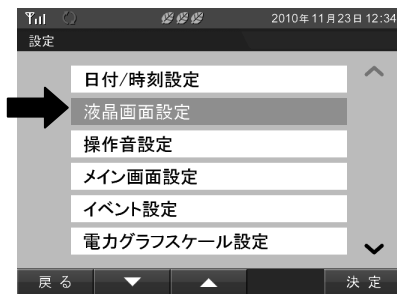 2010年11月23日 12:34
設定
日付/時刻設定
液晶画面設定
操作音設定
メイン画面設定
イベント設定
電力グラフスケール設定
戻る 決定